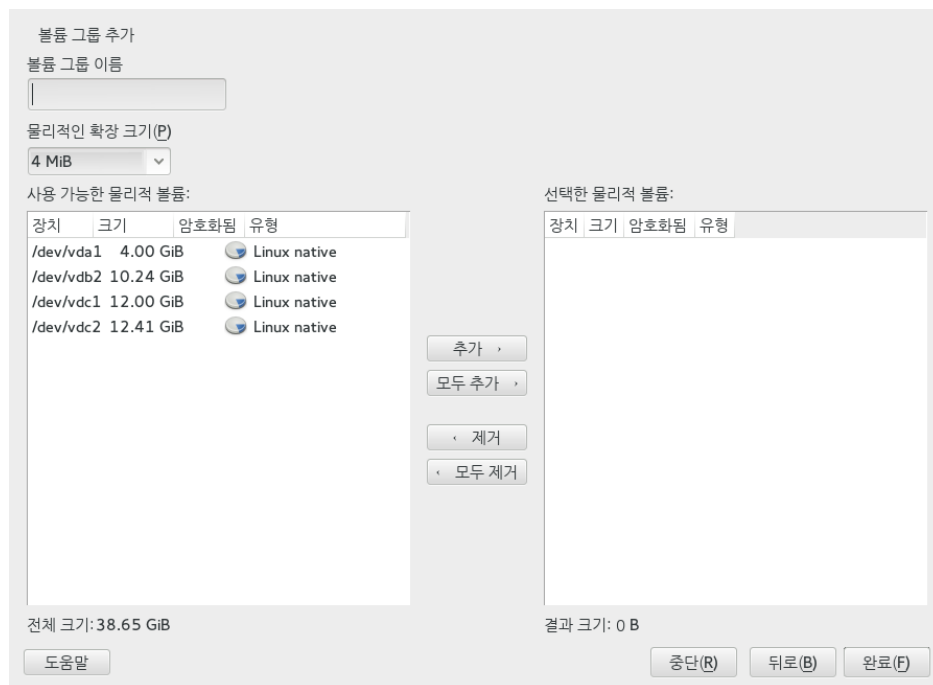 볼륨 그룹 추가
볼륨 그룹 이름
물리적인 확장 크기(P)
4 MiB
사용 가능한 물리적 볼륨:
장치 크기 암호화됨 유형
/dev/vda1 4.00 GiB Linux native
/dev/vdb2 10.24 GiB Linux native
/dev/vdc1 12.00 GiB Linux native
/dev/vdc2 12.41 GiB Linux native
전체 크기: 38.65 GiB
추가 ›
모두 추가 ›
‹ 제거
‹ 모두 제거
선택한 물리적 볼륨:
장치 크기 암호화됨 유형
결과 크기: 0 B
도움말
중단(R)
뒤로(B)
완료(F)